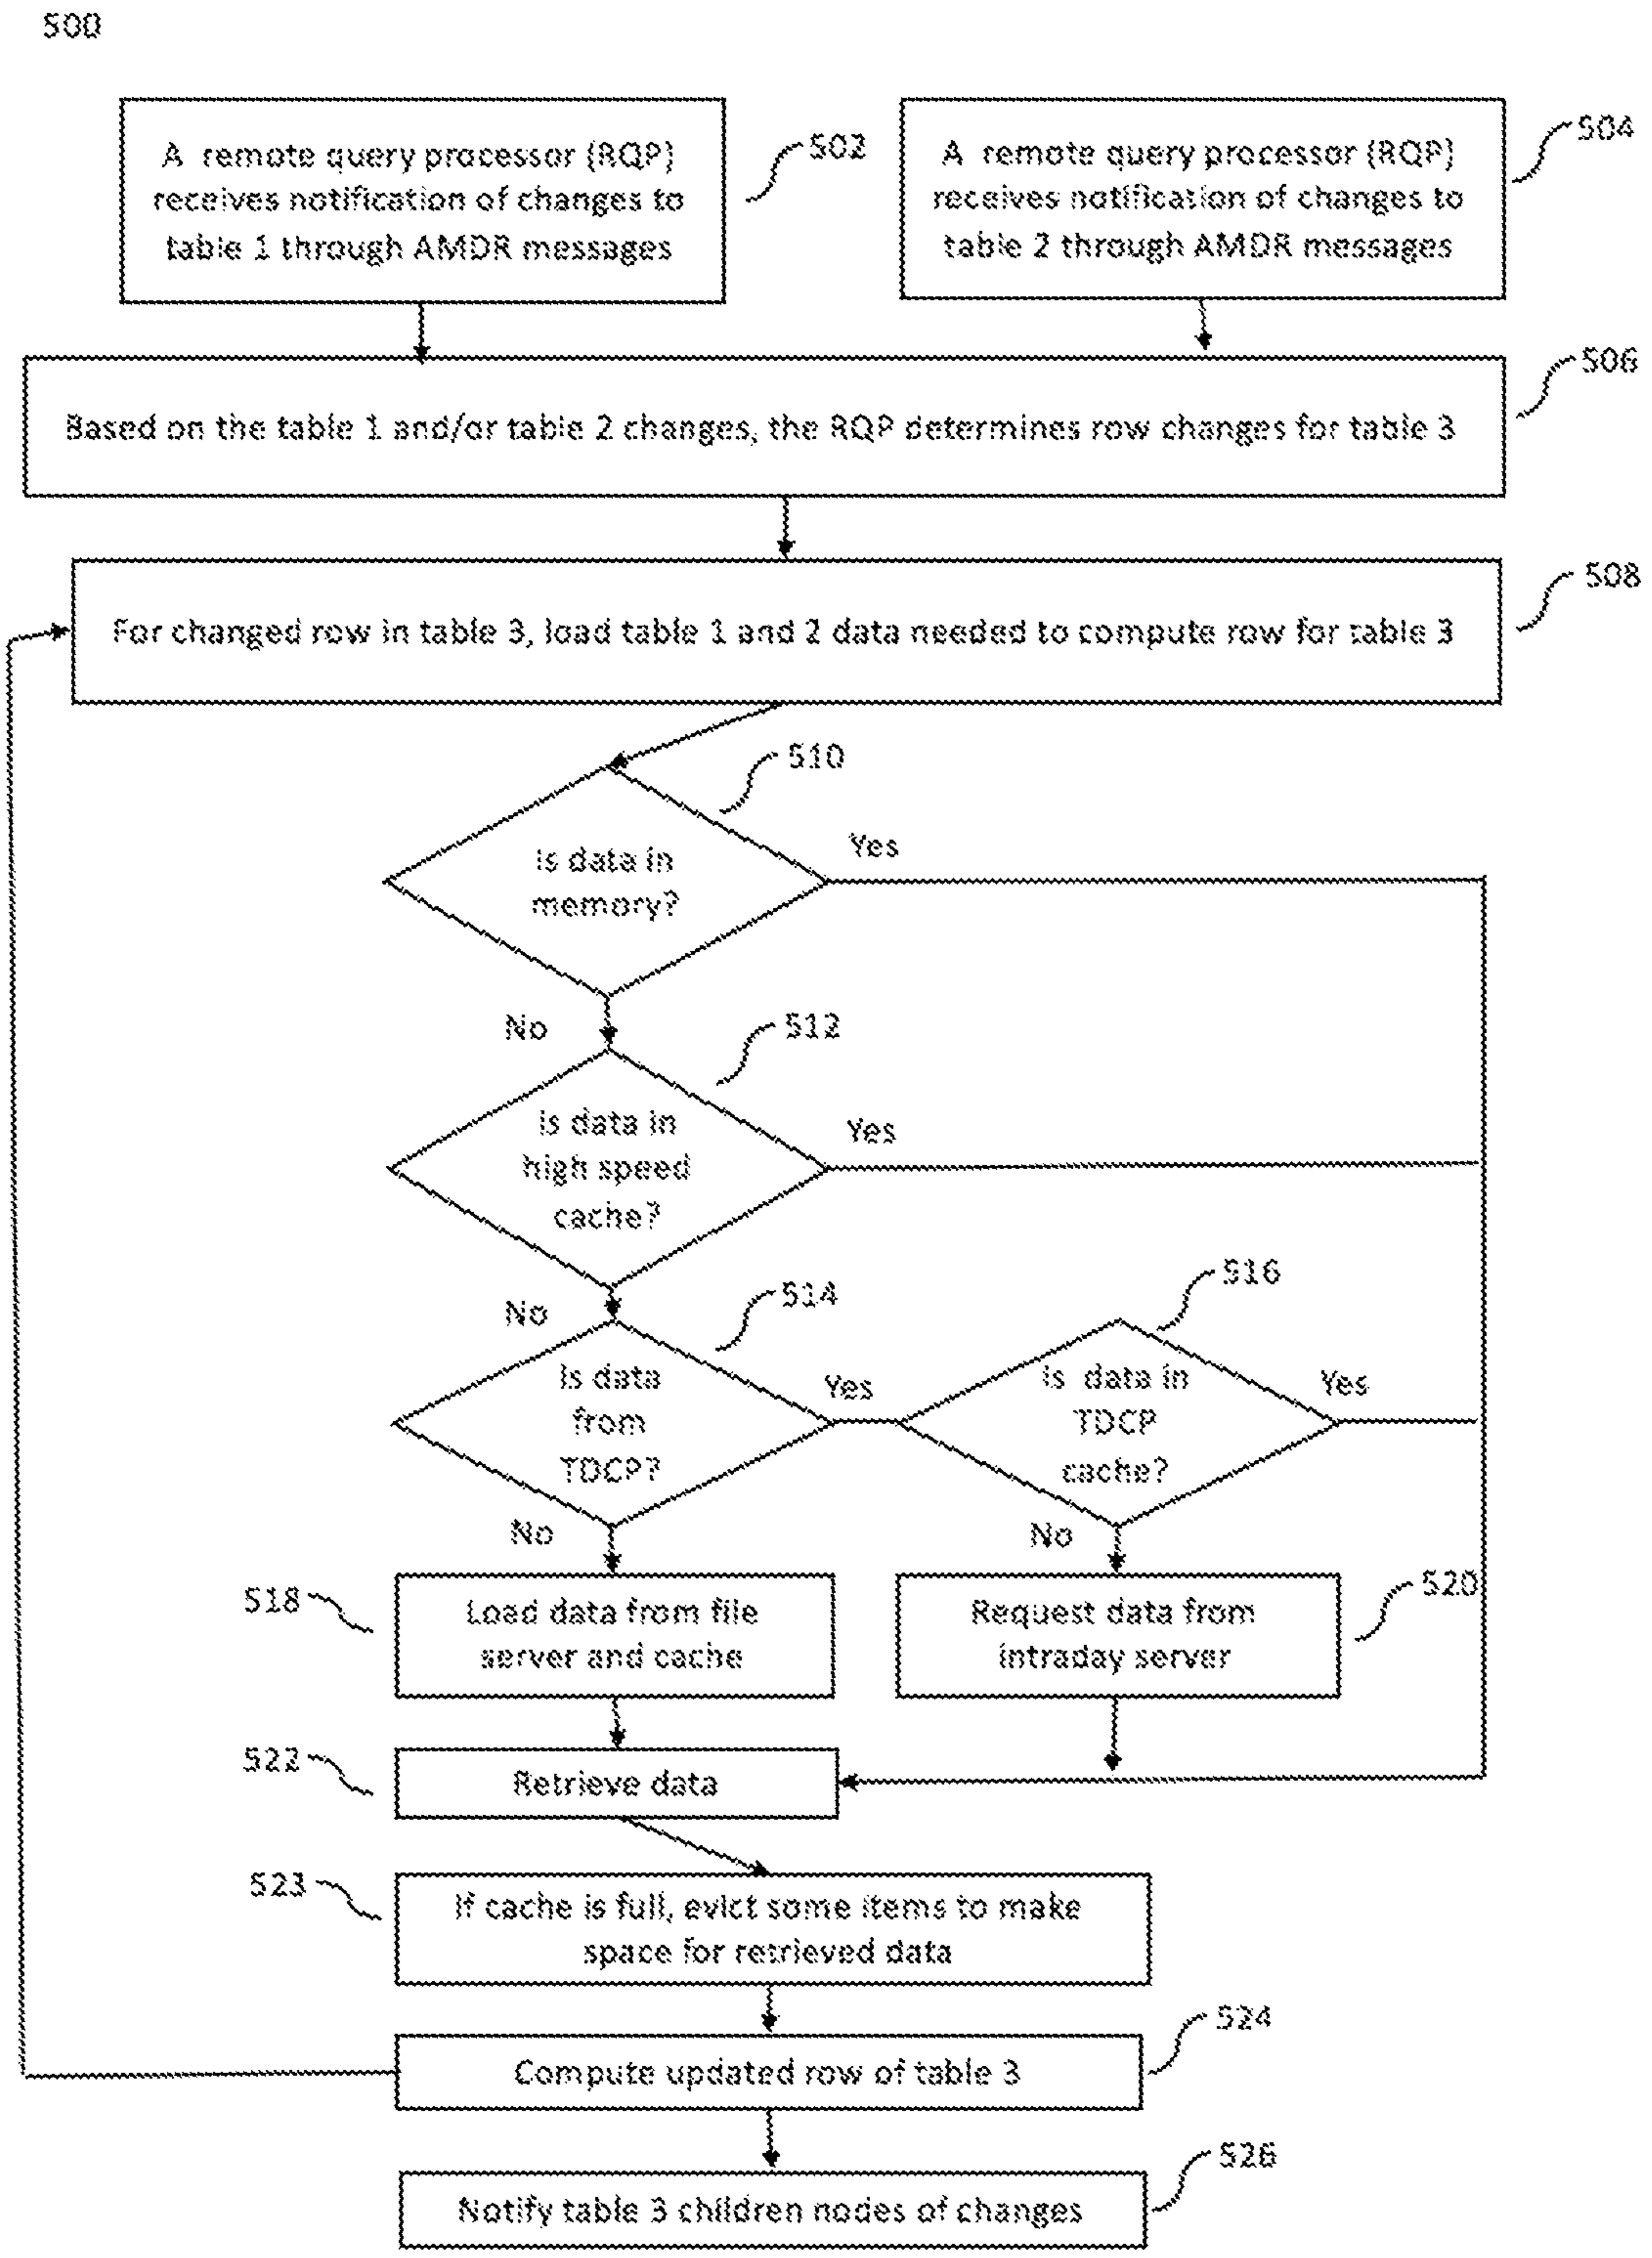 500
A remote query processor (RQP)
receives notification of changes to
table 1 through AMDR messages
502
A remote query processor (RQP)
receives notification of changes to
table 2 through AMDR messages
504
Based on the table 1 and/or table 2 changes, the RQP determines row changes for table 3
506
For changed row in table 3, load table 1 and 2 data needed to compute row for table 3
508
510
Is data in
memory?
Yes
No
512
Is data in
high speed
cache?
Yes
No
514
Is data
from
TDCP?
Yes
516
Is data in
TDCP
cache?
Yes
No
No
518
Load data from file
server and cache
Request data from
intraday server
520
522
Retrieve data
523
If cache is full, evict some items to make
space for retrieved data
524
Compute updated row of table 3
526
Notify table 3 children nodes of changes